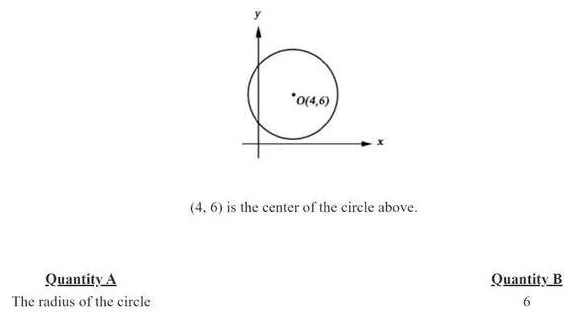 y
O(4,6)
x
(4, 6) is the center of the circle above.
Quantity A
Quantity B
The radius of the circle
6